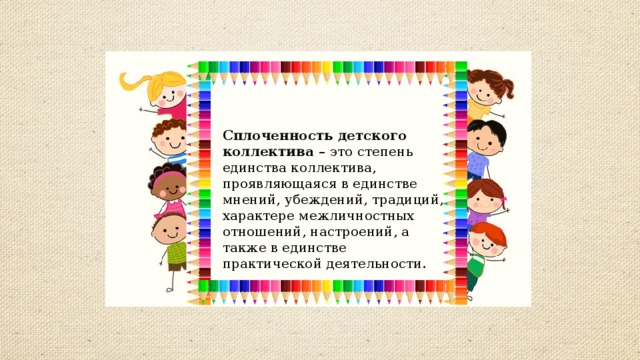 Сплоченность детского
коллектива – это степень
единства коллектива,
проявляющаяся в единстве
мнений, убеждений, традиций,
характере межличностных
отношений, настроений, а
также в единстве
практической деятельности.